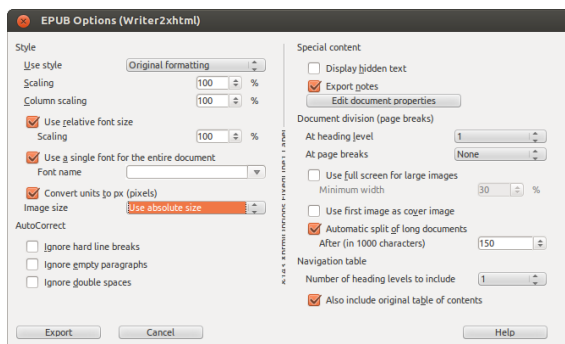 EPUB Options (Writer2xhtml)
Style
Use style Original formatting
Scaling 100 %
Column scaling 100 %
Use relative font size
Scaling 100 %
Use a single font for the entire document
Font name
Convert units to px (pixels)
Image size Use absolute size
AutoCorrect
Ignore hard line breaks
Ignore empty paragraphs
Ignore double spaces
Special content
Display hidden text
Export notes
Edit document properties
Document division (page breaks)
At heading level 1
At page breaks None
Use full screen for large images
Minimum width 30 %
Use first image as cover image
Automatic split of long documents
After (in 1000 characters) 150
Navigation table
Number of heading levels to include 1
Also include original table of contents
Export Cancel Help